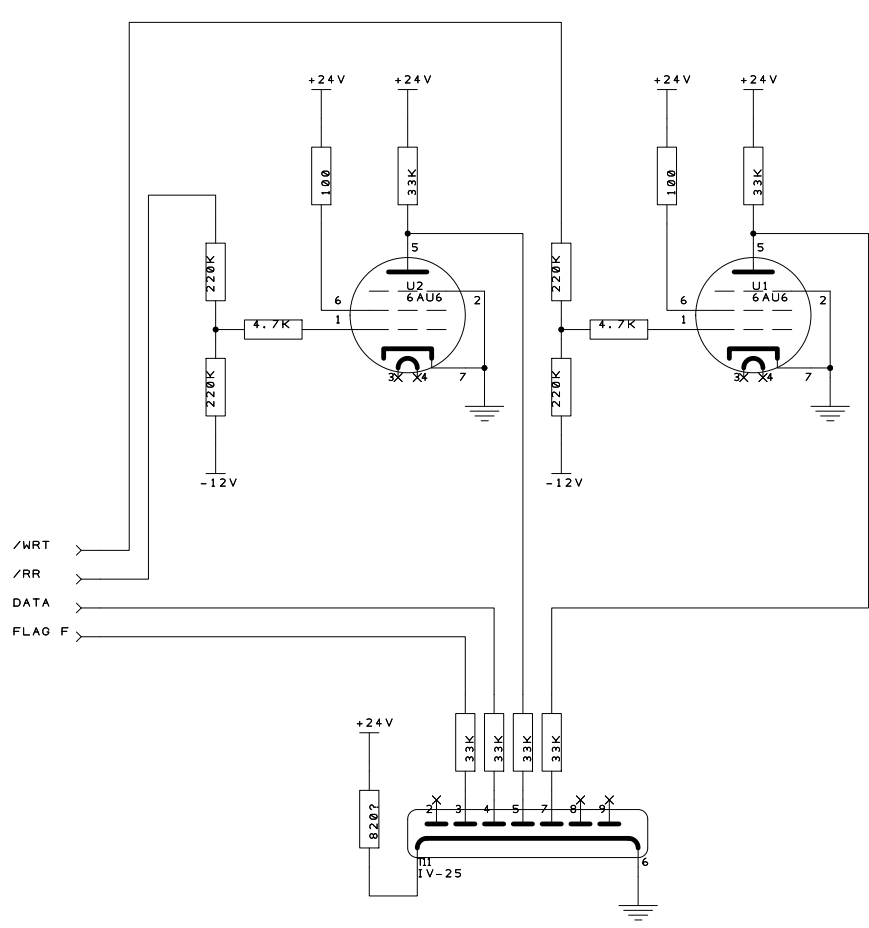 +24V +24V +24V +24V
100 33K 100 33K
5 5
220K 220K
U2 U1
6AU6 6AU6
6 2 6 2
1 1
4.7K 4.7K
3 4 7 3 4 7
220K 220K
-12V -12V
/WRT
/RR
DATA
FLAG F
+24V
33K 33K 33K 33K
820?
2 3 4 5 7 8 9
6
IV-25